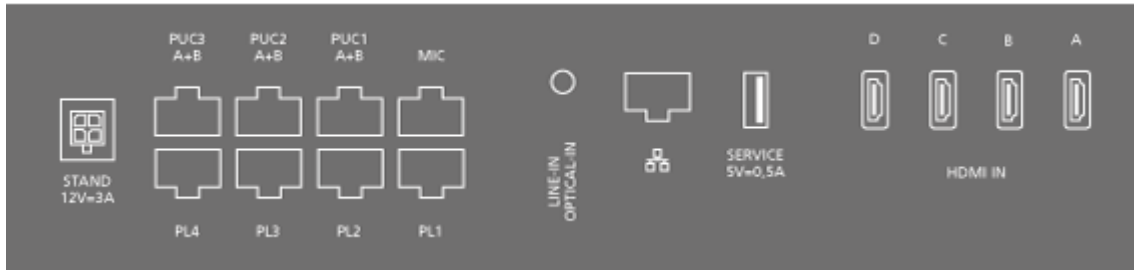 PUC3
A+B
PUC2
A+B
PUC1
A+B
MIC
D
C
B
A
STAND
12V=3A
LINE-IN
OPTICAL-IN
SERVICE
5V=0,5A
HDMI IN
PL4
PL3
PL2
PL1